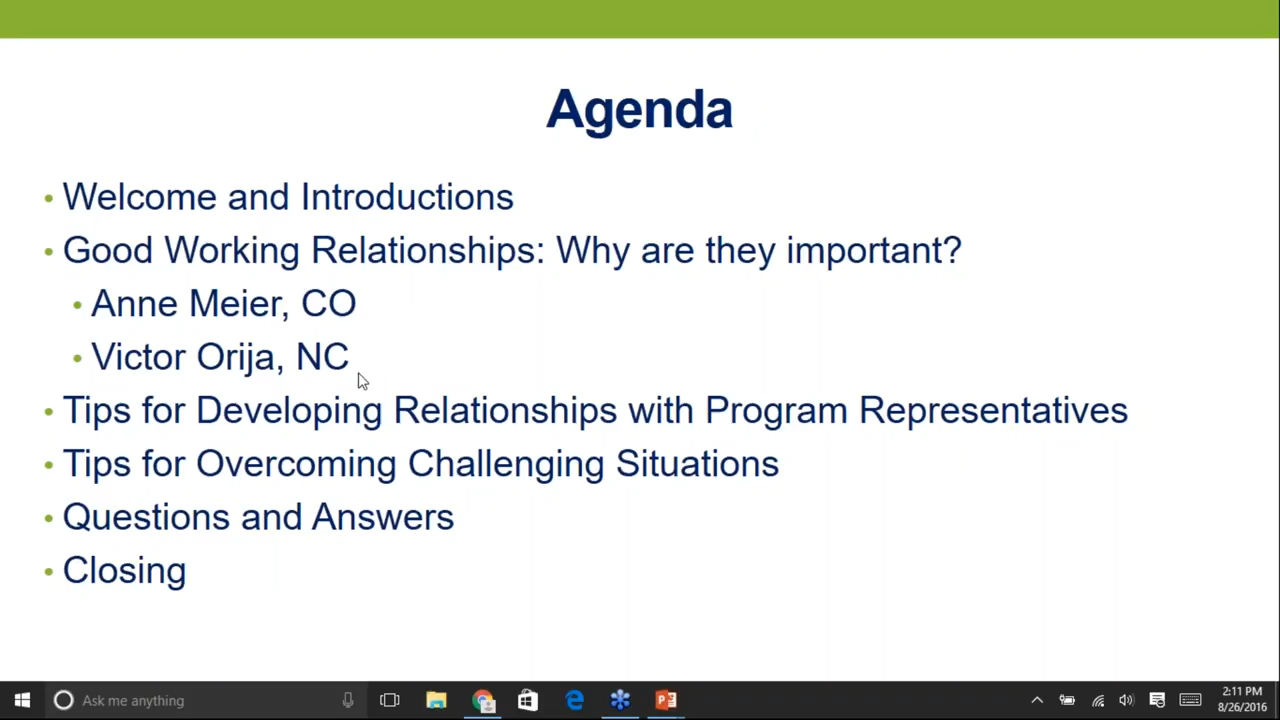 Agenda
• Welcome and Introductions
• Good Working Relationships: Why are they important?
• Anne Meier, CO
• Victor Orija, NC
• Tips for Developing Relationships with Program Representatives
• Tips for Overcoming Challenging Situations
• Questions and Answers
• Closing
Ask me anything
2:11 PM
8/26/2016